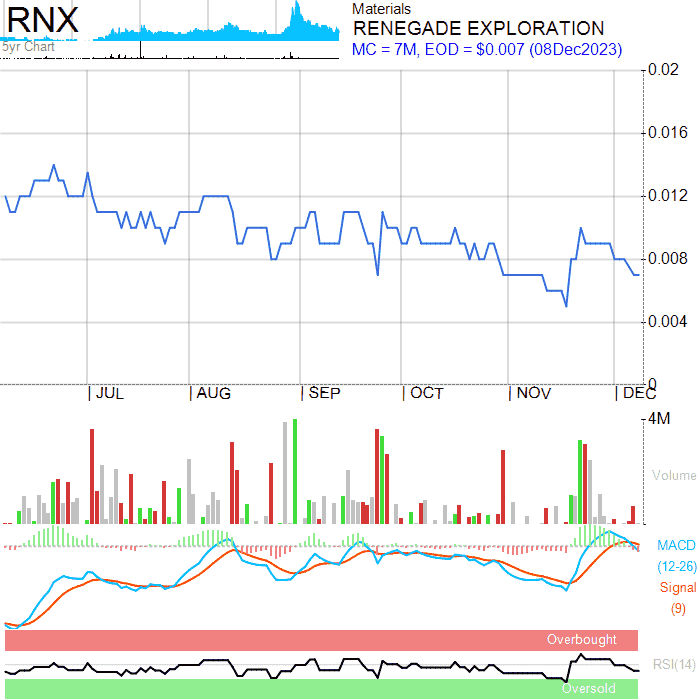 RNX
5yr Chart
Materials
RENEGADE EXPLORATION
MC = 7M, EOD = $0.007 (08Dec2023)
0.02
0.016
0.012
0.008
0.004
0
JUL AUG SEP OCT NOV DEC
4M
Volume
MACD
(12-26)
Signal
(9)
Overbought
RSI(14)
Oversold